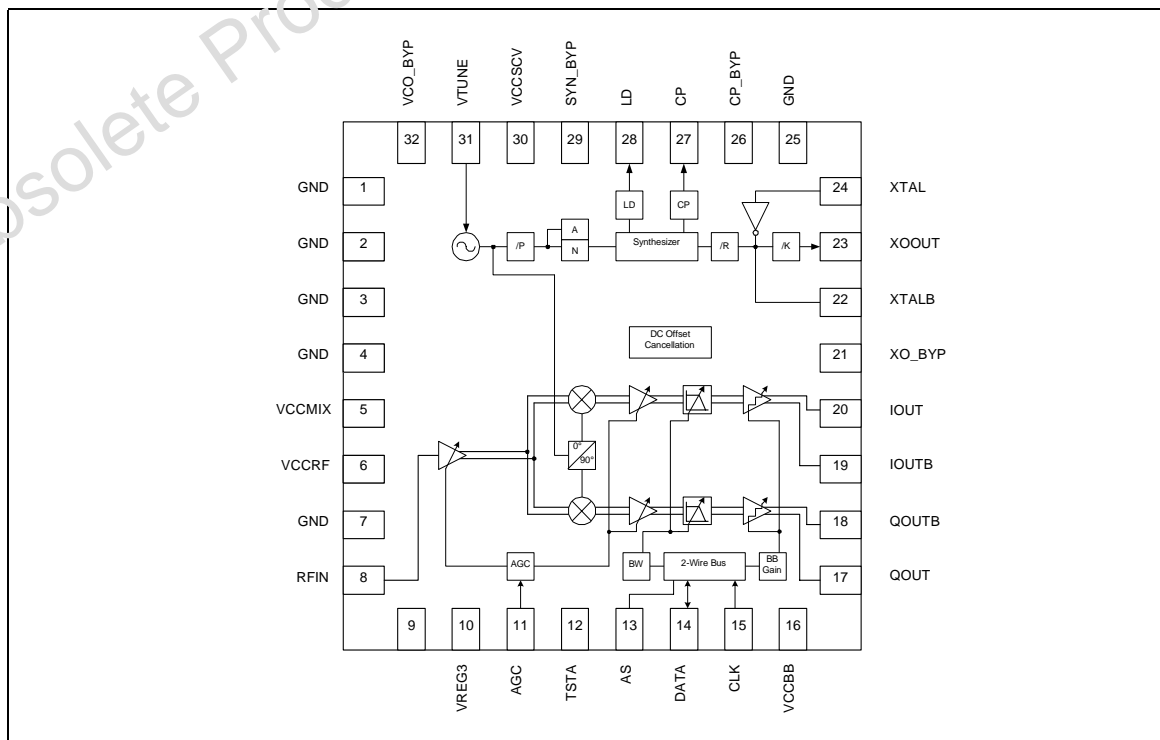 Obsolete Pro
VCO_BYP
VTUNE
VCCSCV
SYN_BYP
LD
CP
CP_BYP
GND
32
31
30
29
28
27
26
25
GND
1
24
XTAL
LD
CP
GND
2
/P
A
N
Synthesizer
/R
/K
23
XOOUT
GND
3
22
XTALB
GND
4
DC Offset
Cancellation
21
XO_BYP
VCCMIX
5
20
IOUT
VCCRF
6
0°
90°
19
IOUTB
GND
7
18
QOUTB
RFIN
8
AGC
BW
2-Wire Bus
BB
Gain
17
QOUT
9
10
11
12
13
14
15
16
VREG3
AGC
TSTA
AS
DATA
CLK
VCCBB